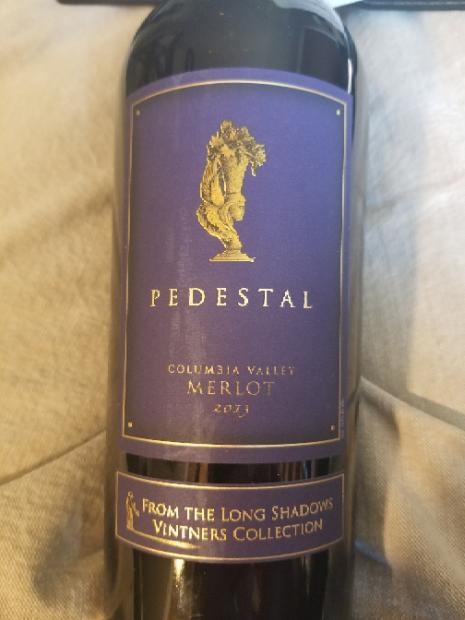 PEDESTAL
COLUMBIA VALLEY
MERLOT
2013
FROM THE LONG SHADOWS
VINTNERS COLLECTION